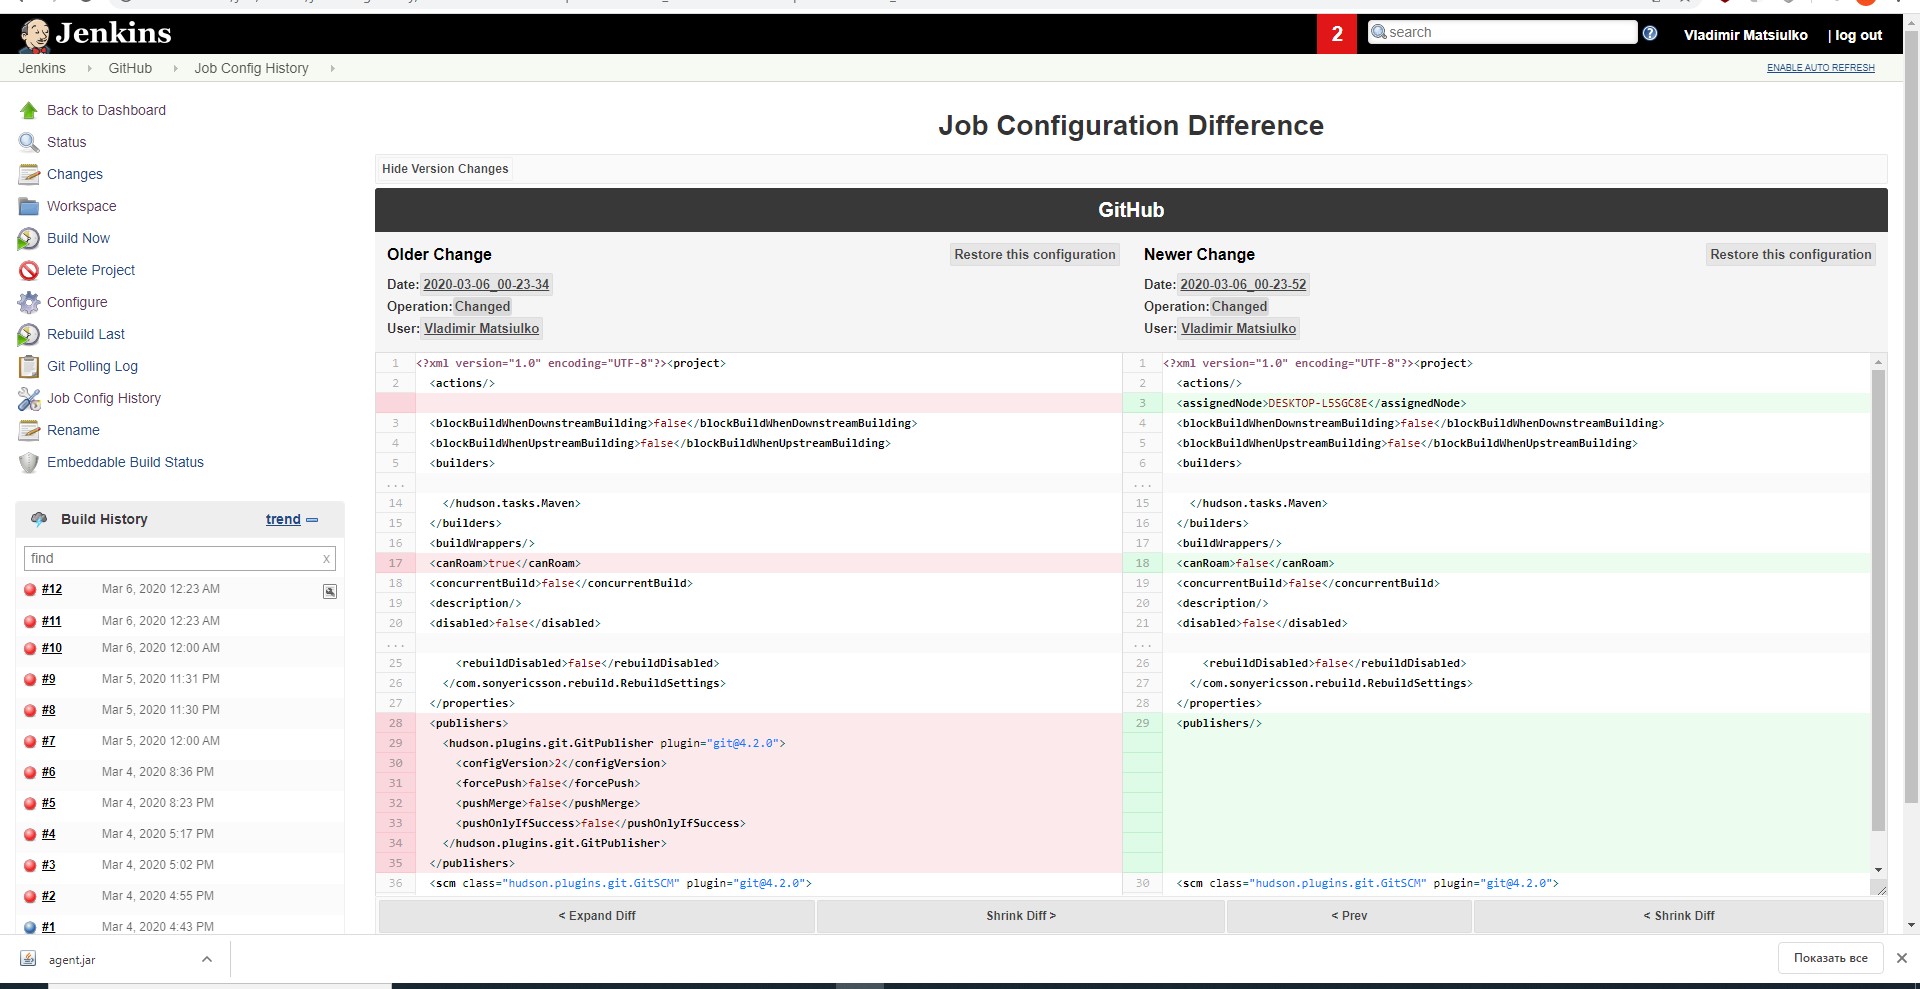 Jenkins
2
search
Vladimir Matsiulko
| log out
Jenkins
GitHub
Job Config History
ENABLE AUTO REFRESH
Back to Dashboard
Status
Changes
Workspace
Build Now
Delete Project
Configure
Rebuild Last
Git Polling Log
Job Config History
Rename
Embeddable Build Status
Build History
trend
find
x
#12 Mar 6, 2020 12:23 AM
#11 Mar 6, 2020 12:23 AM
#10 Mar 6, 2020 12:00 AM
#9 Mar 5, 2020 11:31 PM
#8 Mar 5, 2020 11:30 PM
#7 Mar 5, 2020 12:00 AM
#6 Mar 4, 2020 8:36 PM
#5 Mar 4, 2020 8:23 PM
#4 Mar 4, 2020 5:17 PM
#3 Mar 4, 2020 5:02 PM
#2 Mar 4, 2020 4:55 PM
#1 Mar 4, 2020 4:43 PM
Job Configuration Difference
Hide Version Changes
GitHub
Older Change
Restore this configuration
Date: 2020-03-06_00-23-34
Operation: Changed
User: Vladimir Matsiulko
Newer Change
Restore this configuration
Date: 2020-03-06_00-23-52
Operation: Changed
User: Vladimir Matsiulko
1 <?xml version="1.0" encoding="UTF-8"?><project>
2 <actions/>
3 <blockBuildWhenDownstreamBuilding>false</blockBuildWhenDownstreamBuilding>
4 <blockBuildWhenUpstreamBuilding>false</blockBuildWhenUpstreamBuilding>
5 <builders>
...
14 </hudson.tasks.Maven>
15 </builders>
16 <buildWrappers/>
17 <canRoam>true</canRoam>
18 <concurrentBuild>false</concurrentBuild>
19 <description/>
20 <disabled>false</disabled>
...
25 <rebuildDisabled>false</rebuildDisabled>
26 </com.sonyericsson.rebuild.RebuildSettings>
27 </properties>
28 <publishers>
29 <hudson.plugins.git.GitPublisher plugin="git@4.2.0">
30 <configVersion>2</configVersion>
31 <forcePush>false</forcePush>
32 <pushMerge>false</pushMerge>
33 <pushOnlyIfSuccess>false</pushOnlyIfSuccess>
34 </hudson.plugins.git.GitPublisher>
35 </publishers>
36 <scm class="hudson.plugins.git.GitSCM" plugin="git@4.2.0">
1 <?xml version="1.0" encoding="UTF-8"?><project>
2 <actions/>
3 <assignedNode>DESKTOP-L5SGC8E</assignedNode>
4 <blockBuildWhenDownstreamBuilding>false</blockBuildWhenDownstreamBuilding>
5 <blockBuildWhenUpstreamBuilding>false</blockBuildWhenUpstreamBuilding>
6 <builders>
...
15 </hudson.tasks.Maven>
16 </builders>
17 <buildWrappers/>
18 <canRoam>false</canRoam>
19 <concurrentBuild>false</concurrentBuild>
20 <description/>
21 <disabled>false</disabled>
...
26 <rebuildDisabled>false</rebuildDisabled>
27 </com.sonyericsson.rebuild.RebuildSettings>
28 </properties>
29 <publishers/>
30 <scm class="hudson.plugins.git.GitSCM" plugin="git@4.2.0">
< Expand Diff
Shrink Diff >
< Prev
< Shrink Diff
agent.jar
Показать все